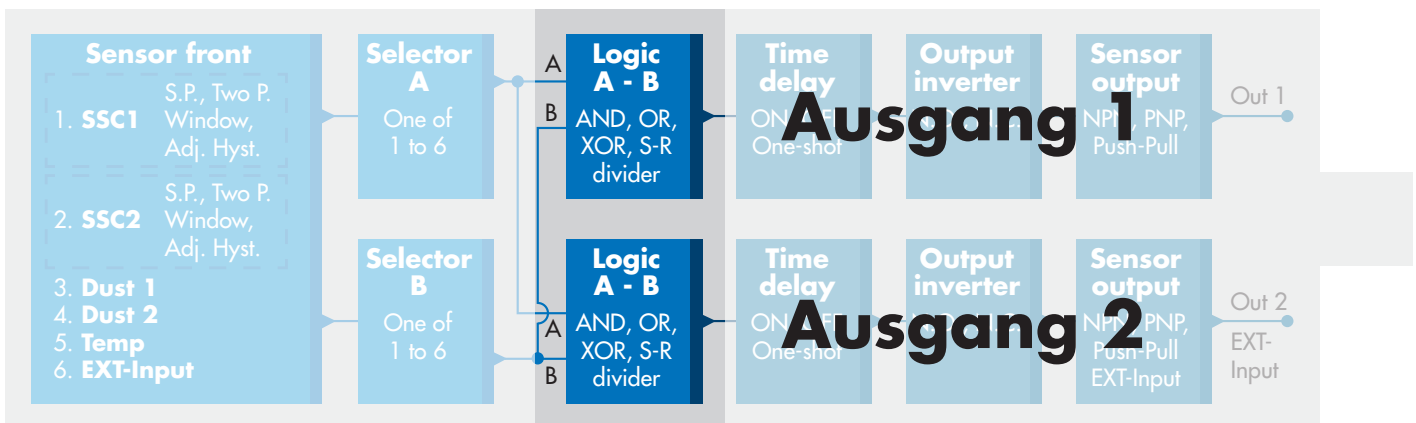 Sensor front
1. SSC1
S.P., Two P.
Window,
Adj. Hyst.
2. SSC2
S.P., Two P.
Window,
Adj. Hyst.
3. Dust 1
4. Dust 2
5. Temp
6. EXT-Input
Selector
A
One of
1 to 6
Selector
B
One of
1 to 6
A
B
Logic
A - B
AND, OR,
XOR, S-R
divider
Time
delay
One-shot
Output
inverter
Sensor
output
NPN, PNP,
Push-Pull
Ausgang 1
Out 1
A
B
Logic
A - B
AND, OR,
XOR, S-R
divider
Time
delay
One-shot
Output
inverter
Sensor
output
NPN, PNP,
Push-Pull
EXT-Input
Ausgang 2
Out 2
EXT-
Input